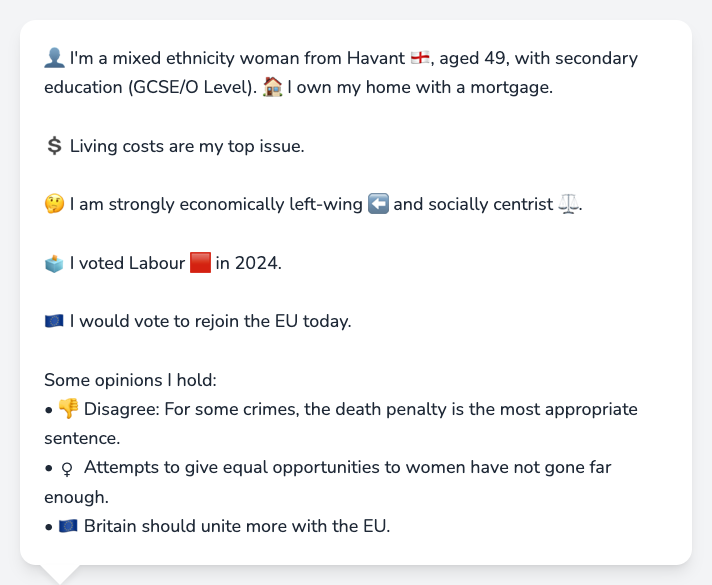 👤 I'm a mixed ethnicity woman from Havant 🏴󠁧󠁢󠁥󠁮󠁧󠁿, aged 49, with secondary
education (GCSE/O Level). 🏠 I own my home with a mortgage.
💲 Living costs are my top issue.
🤔 I am strongly economically left-wing ⬅️ and socially centrist ⚖️.
🗳️ I voted Labour 🟥 in 2024.
🇪🇺 I would vote to rejoin the EU today.
Some opinions I hold:
• 👎 Disagree: For some crimes, the death penalty is the most appropriate
sentence.
• ♀️ Attempts to give equal opportunities to women have not gone far
enough.
• 🇪🇺 Britain should unite more with the EU.